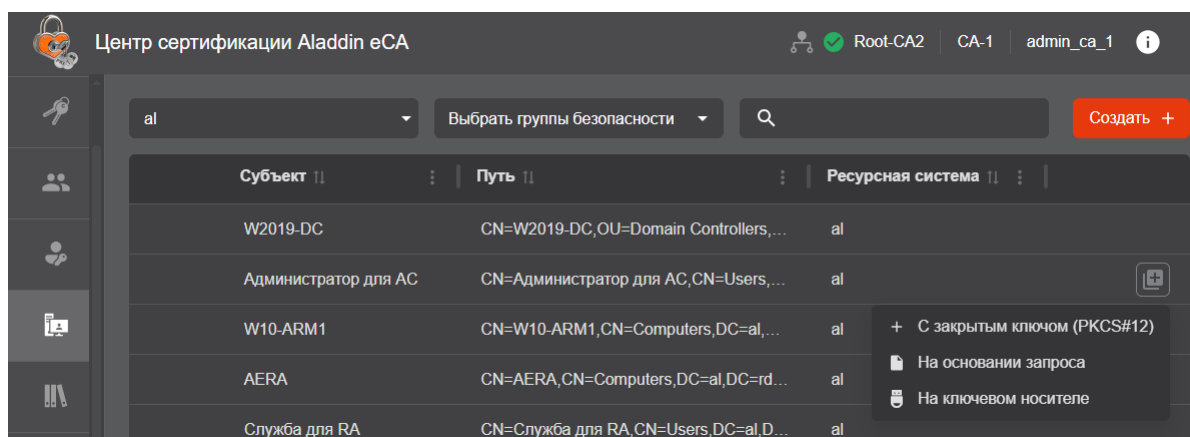 Центр сертификации Aladdin eCA Root-CA2 CA-1 admin_ca_1
al Выбрать группы безопасности Создать +
Субъект Путь Ресурсная система
W2019-DC CN=W2019-DC,OU=Domain Controllers,... al
Администратор для АС CN=Администратор для АС,CN=Users,... al
W10-ARM1 CN=W10-ARM1,CN=Computers,DC=al,... al
+ С закрытым ключом (PKCS#12)
На основании запроса
AERA CN=AERA,CN=Computers,DC=al,DC=rd... al
На ключевом носителе
Служба для RA CN=Служба для RA,CN=Users,DC=al,D... al